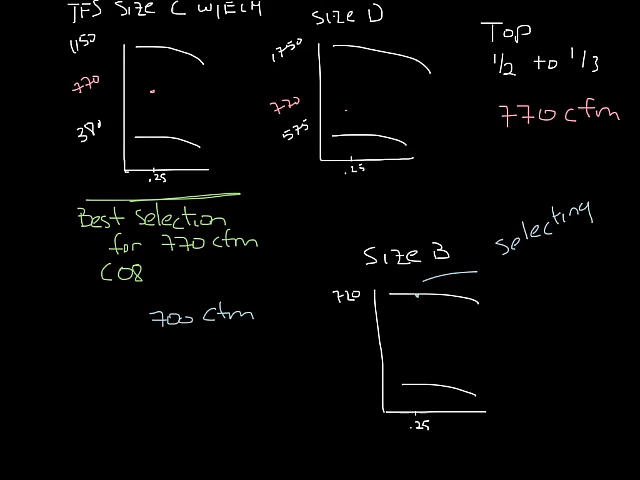 TFS Size C W/ECM
1150
770
380
.25
Size D
1750
770
575
.25
Top
1/2 to 1/3
770 cfm
Best Selection
for 770 cfm
C08
700 cfm
selecting
Size B
720
.25